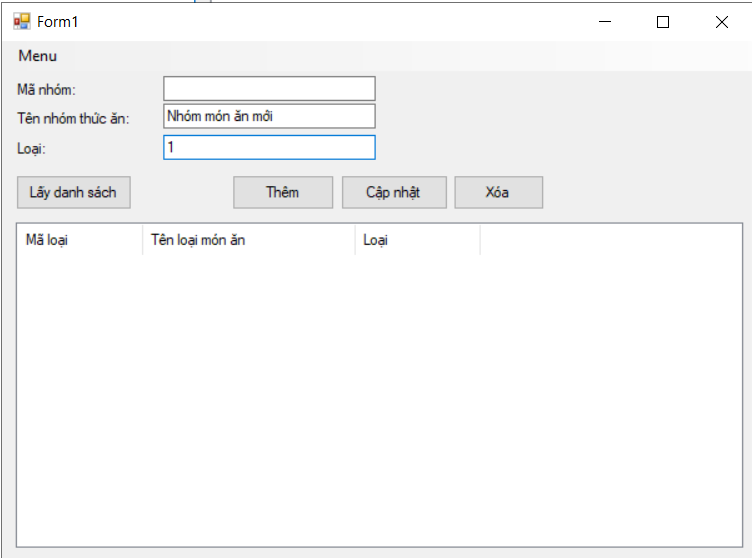 Form1
Menu
Mã nhóm:
Tên nhóm thức ăn: Nhóm món ăn mới
Loại: 1
Lấy danh sách Thêm Cập nhật Xóa
Mã loại Tên loại món ăn Loại